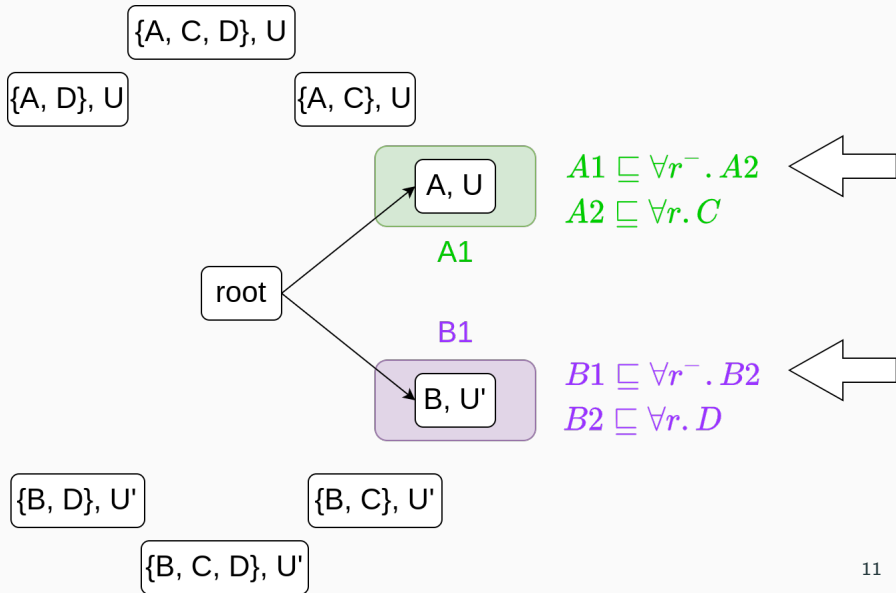 {A, C, D}, U
{A, D}, U
{A, C}, U
A, U
A1 ⊑ ∀r⁻. A2
A2 ⊑ ∀r. C
A1
root
B1
B, U'
B1 ⊑ ∀r⁻. B2
B2 ⊑ ∀r. D
{B, D}, U'
{B, C}, U'
{B, C, D}, U'
11